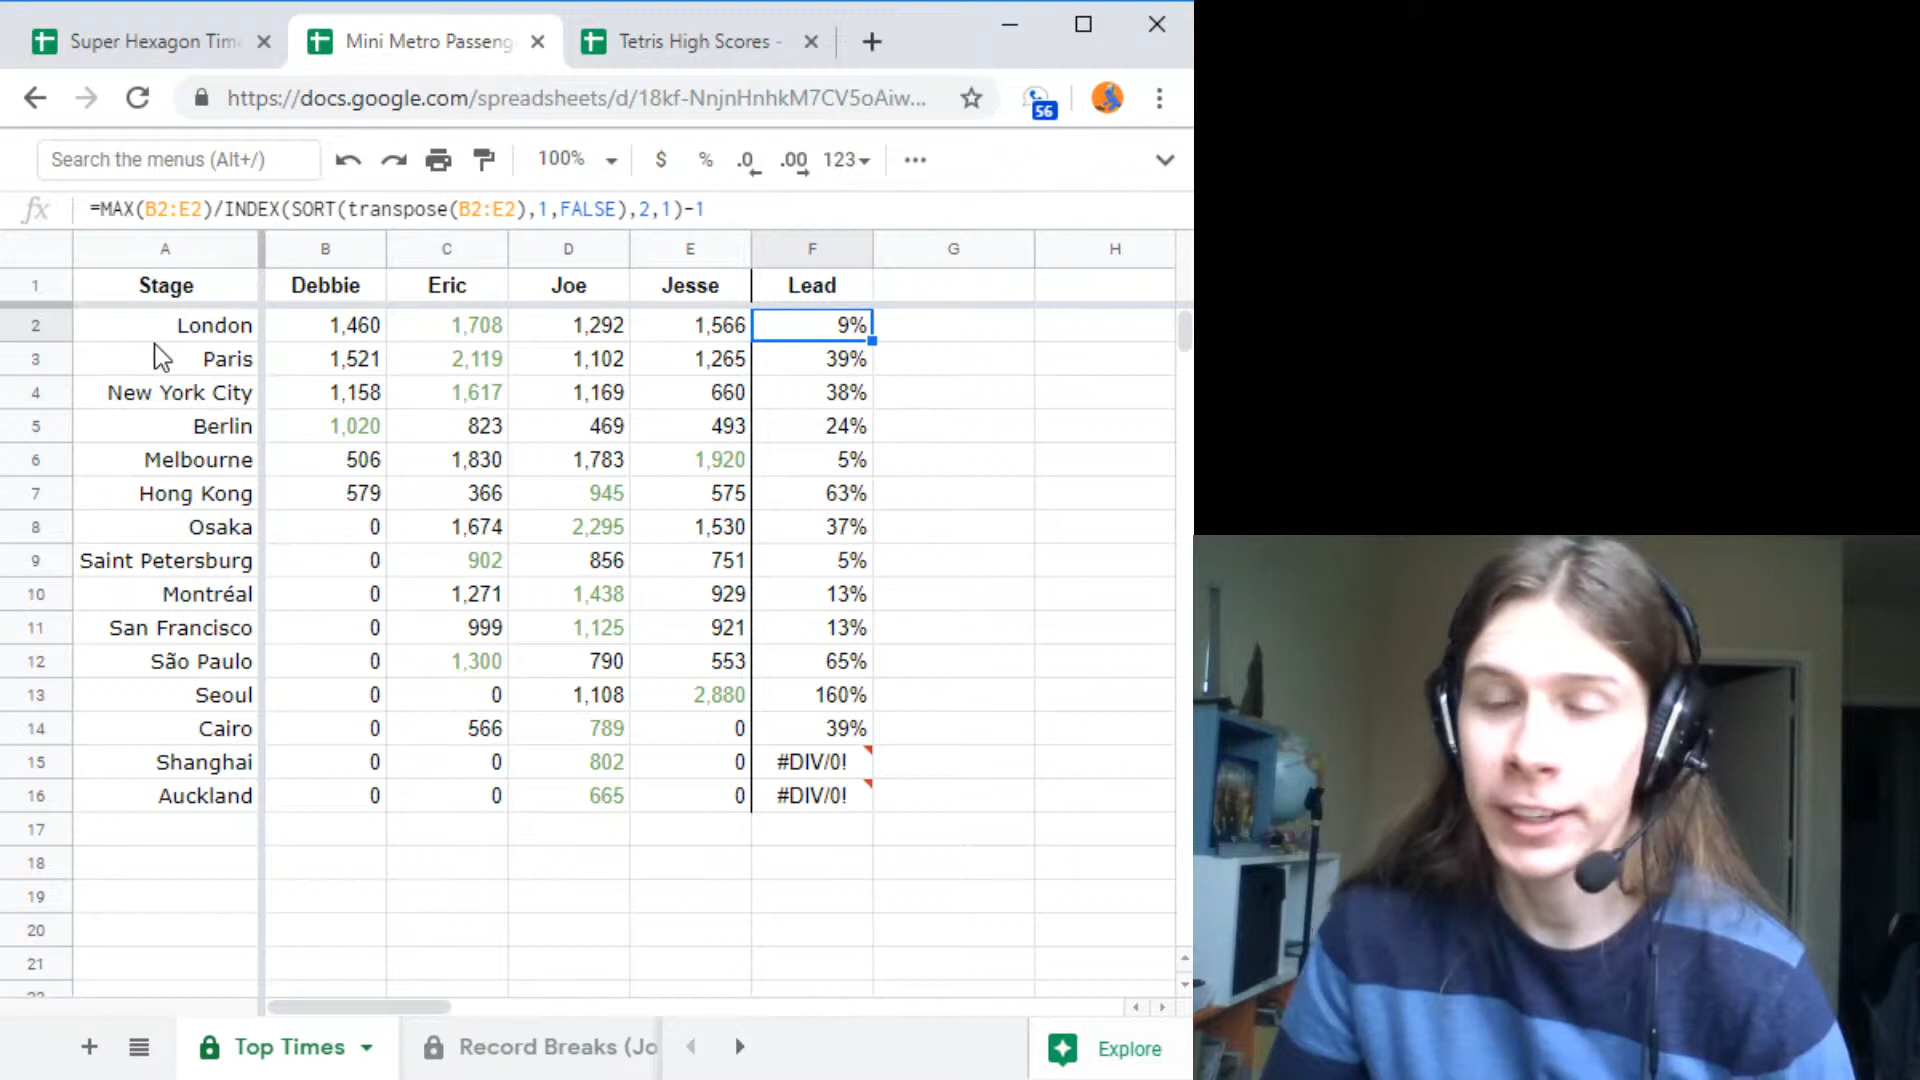 Super Hexagon Tim
Mini Metro Passeng
Tetris High Scores -
https://docs.google.com/spreadsheets/d/18kf-NnjnHnhkM7CV5oAiw...
56
Search the menus (Alt+/)
100%
$
%
.0
.00
123
fx
=MAX(B2:E2)/INDEX(SORT(transpose(B2:E2),1,FALSE),2,1)-1
A B C D E F G H
1 Stage Debbie Eric Joe Jesse Lead
2 London 1,460 1,708 1,292 1,566 9%
3 Paris 1,521 2,119 1,102 1,265 39%
4 New York City 1,158 1,617 1,169 660 38%
5 Berlin 1,020 823 469 493 24%
6 Melbourne 506 1,830 1,783 1,920 5%
7 Hong Kong 579 366 945 575 63%
8 Osaka 0 1,674 2,295 1,530 37%
9 Saint Petersburg 0 902 856 751 5%
10 Montréal 0 1,271 1,438 929 13%
11 San Francisco 0 999 1,125 921 13%
12 São Paulo 0 1,300 790 553 65%
13 Seoul 0 0 1,108 2,880 160%
14 Cairo 0 566 789 0 39%
15 Shanghai 0 0 802 0 #DIV/0!
16 Auckland 0 0 665 0 #DIV/0!
17
18
19
20
21
Top Times
Record Breaks (Jo
Explore